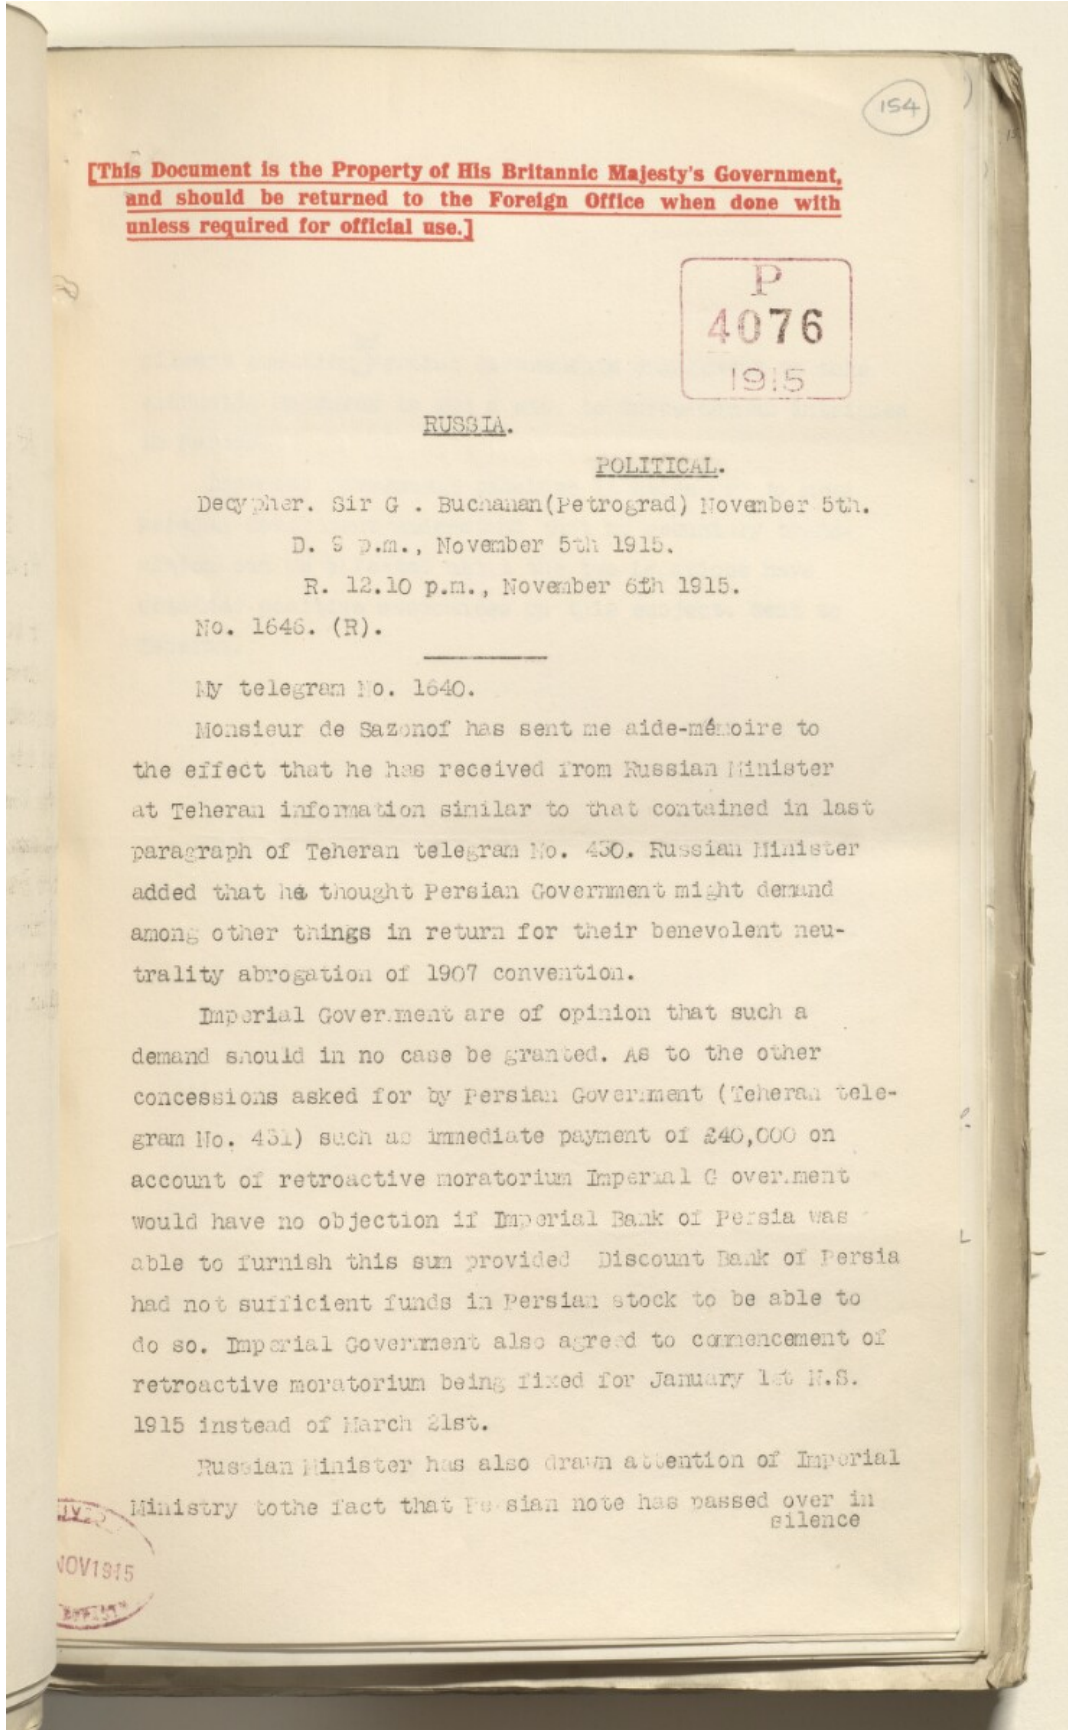 154
[This Document is the Property of His Britannic Majesty's Government,
and should be returned to the Foreign Office when done with
unless required for official use.]
P
4076
1915
RUSSIA.
POLITICAL.
Decypher. Sir G . Buchanan(Petrograd) November 5th.
D. 9 p.m., November 5th 1915.
R. 12.10 p.m., November 6th 1915.
No. 1646. (R).
My telegram No. 1640.
Monsieur de Sazonof has sent me aide-mémoire to
the effect that he has received from Russian Minister
at Teheran information similar to that contained in last
paragraph of Teheran telegram No. 430. Russian Minister
added that he thought Persian Government might demand
among other things in return for their benevolent neu-
trality abrogation of 1907 convention.
Imperial Government are of opinion that such a
demand should in no case be granted. As to the other
concessions asked for by Persian Government (Teheran tele-
gram No. 431) such as immediate payment of £40,000 on
account of retroactive moratorium Imperial G overnment
would have no objection if Imperial Bank of Persia was
able to furnish this sum provided Discount Bank of Persia
had not sufficient funds in Persian stock to be able to
do so. Imperial Government also agreed to commencement of
retroactive moratorium being fixed for January 1st N.S.
1915 instead of March 21st.
Russian Minister has also drawn attention of Imperial
Ministry tothe fact that Persian note has passed over in
silence
NOV1915